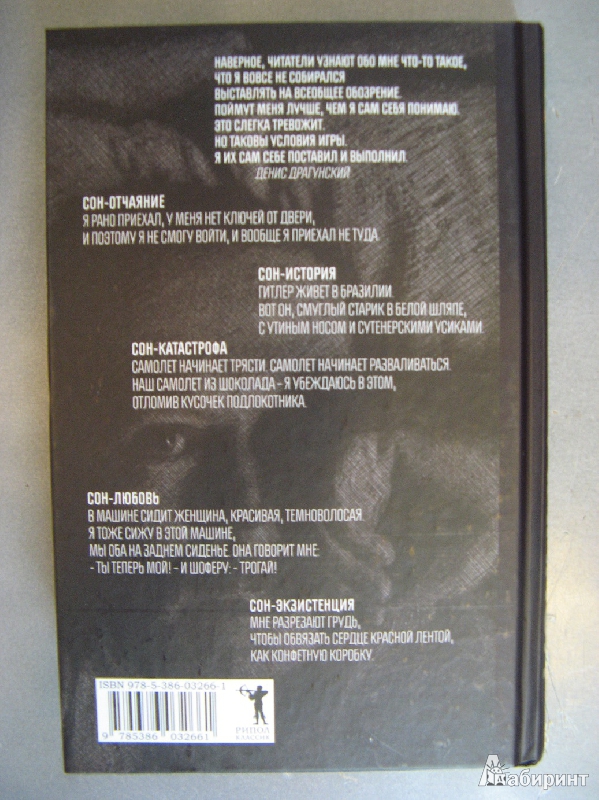 НАВЕРНОЕ, ЧИТАТЕЛИ УЗНАЮТ ОБО МНЕ ЧТО-ТО ТАКОЕ,
ЧТО Я ВОВСЕ НЕ СОБИРАЛСЯ
ВЫСТАВЛЯТЬ НА ВСЕОБЩЕЕ ОБОЗРЕНИЕ.
ПОЙМУТ МЕНЯ ЛУЧШЕ, ЧЕМ Я САМ СЕБЯ ПОНИМАЮ.
ЭТО СЛЕГКА ТРЕВОЖИТ.
НО ТАКОВЫ УСЛОВИЯ ИГРЫ.
Я ИХ САМ СЕБЕ ПОСТАВИЛ И ВЫПОЛНИЛ.
ДЕНИС ДРАГУНСКИЙ
СОН-ОТЧАЯНИЕ
Я РАНО ПРИЕХАЛ, У МЕНЯ НЕТ КЛЮЧЕЙ ОТ ДВЕРИ,
И ПОЭТОМУ Я НЕ СМОГУ ВОЙТИ, И ВООБЩЕ Я ПРИЕХАЛ НЕ ТУДА.
СОН-ИСТОРИЯ
ГИТЛЕР ЖИВЕТ В БРАЗИЛИИ.
ВОТ ОН, СМУГЛЫЙ СТАРИК В БЕЛОЙ ШЛЯПЕ,
С УТИНЫМ НОСОМ И СУТЕНЕРСКИМИ УСИКАМИ.
СОН-КАТАСТРОФА
САМОЛЕТ НАЧИНАЕТ ТРЯСТИ. САМОЛЕТ НАЧИНАЕТ РАЗВАЛИВАТЬСЯ.
НАШ САМОЛЕТ ИЗ ШОКОЛАДА – Я УБЕЖДАЮСЬ В ЭТОМ,
ОТЛОМИВ КУСОЧЕК ПОДЛОКОТНИКА.
СОН-ЛЮБОВЬ
В МАШИНЕ СИДИТ ЖЕНЩИНА, КРАСИВАЯ, ТЕМНОВОЛОСАЯ.
Я ТОЖЕ СИЖУ В ЭТОЙ МАШИНЕ,
МЫ ОБА НА ЗАДНЕМ СИДЕНЬЕ. ОНА ГОВОРИТ МНЕ:
- ТЫ ТЕПЕРЬ МОЙ! - И ШОФЕРУ: - ТРОГАЙ!
СОН-ЭКЗИСТЕНЦИЯ
МНЕ РАЗРЕЗАЮТ ГРУДЬ,
ЧТОБЫ ОБВЯЗАТЬ СЕРДЦЕ КРАСНОЙ ЛЕНТОЙ,
КАК КОНФЕТНУЮ КОРОБКУ.
ISBN 978-5-386-03266-1
9 785386 032661
РИПОЛ
КЛАССИК
Лабиринт